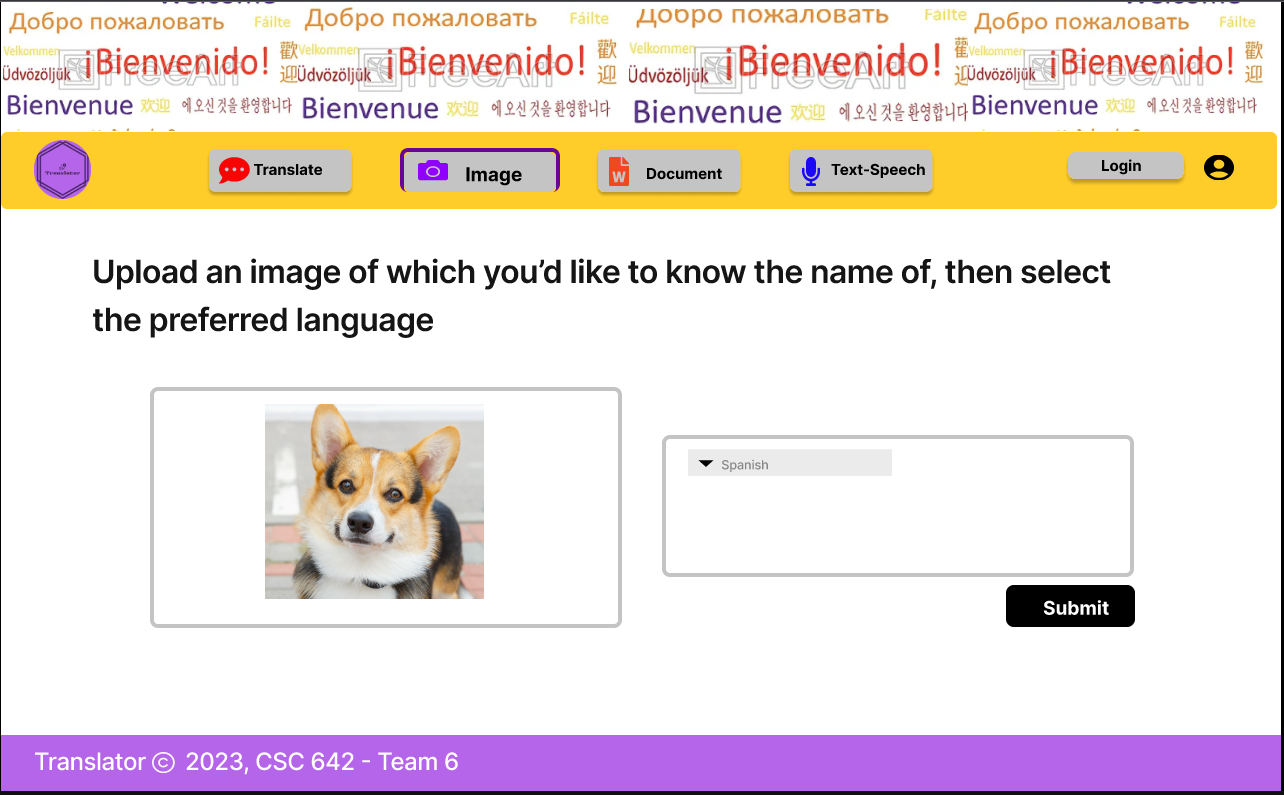 Добро пожаловать Fáilte Добро пожаловать Fáilte Добро пожаловать Fáilte Добро пожаловать Fáilte
Velkommen ¡Bienvenido! 歡迎 Velkommen ¡Bienvenido! 歡迎 Velkommen ¡Bienvenido! 歡迎 Velkommen ¡Bienvenido! 歡迎
Üdvözöljük Üdvözöljük Üdvözöljük Üdvözöljük
Bienvenue 欢迎 에 오신 것을 환영합니다 Bienvenue 欢迎 에 오신 것을 환영합니다 Bienvenue 欢迎 에 오신 것을 환영합니다 Bienvenue 欢迎 에 오신 것을 환영합니다
Translator
Translate Image Document Text-Speech Login
W
Upload an image of which you’d like to know the name of, then select
the preferred language
Spanish
Submit
Translator © 2023, CSC 642 - Team 6